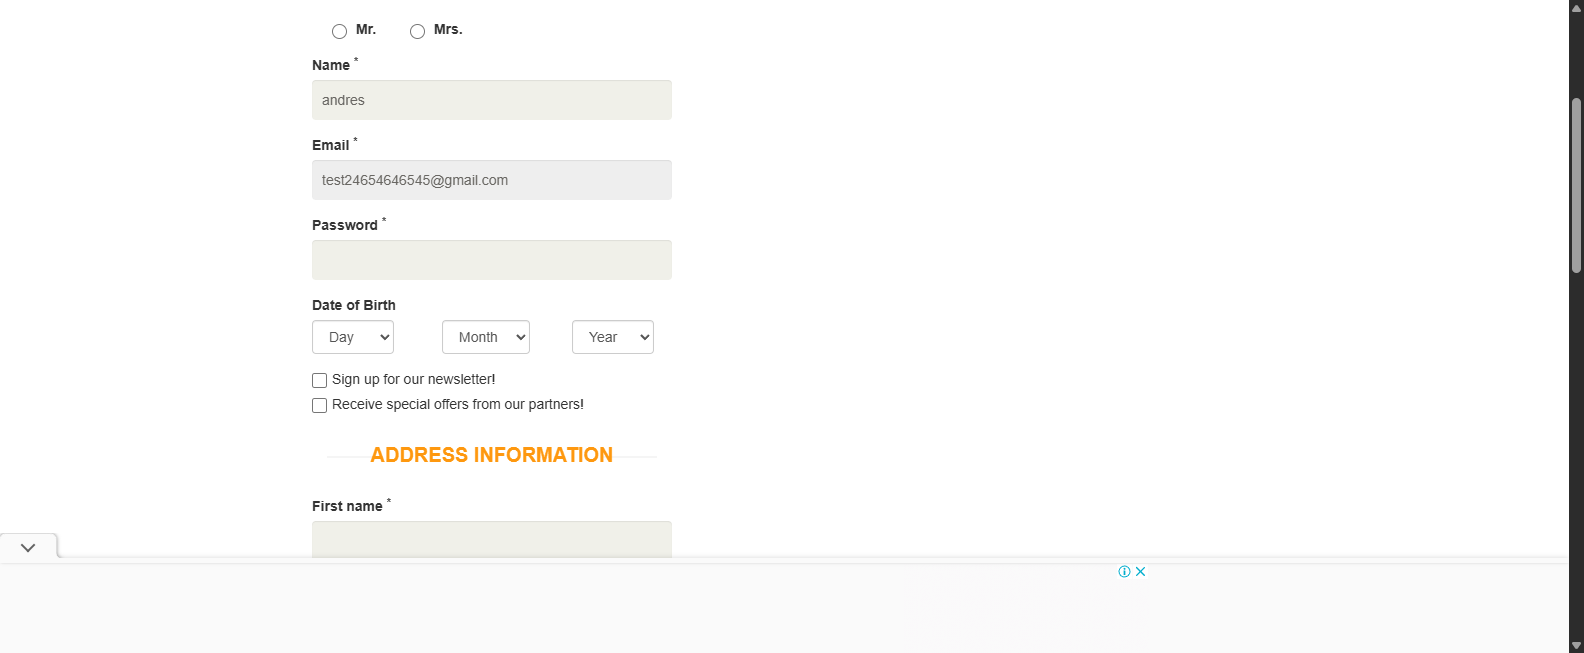 Mr. Mrs.
Name *
andres
Email *
test24654646545@gmail.com
Password *
Date of Birth
Day Month Year
Sign up for our newsletter!
Receive special offers from our partners!
ADDRESS INFORMATION
First name *